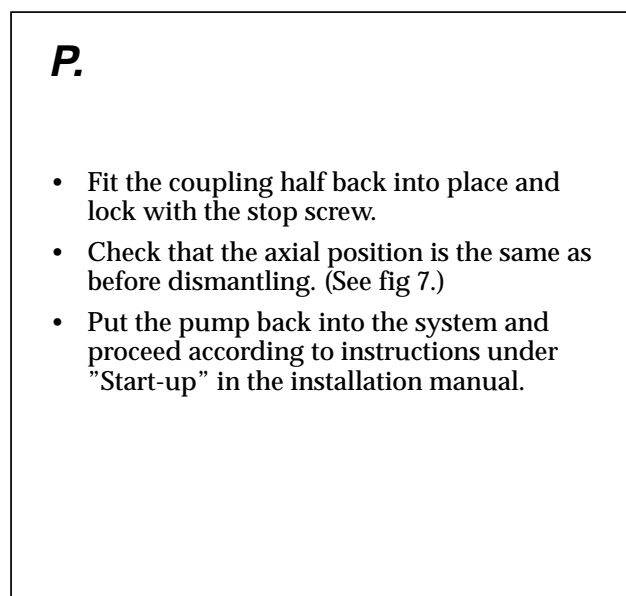 P.
• Fit the coupling half back into place and
lock with the stop screw.
• Check that the axial position is the same as
before dismantling. (See fig 7.)
• Put the pump back into the system and
proceed according to instructions under
”Start-up” in the installation manual.